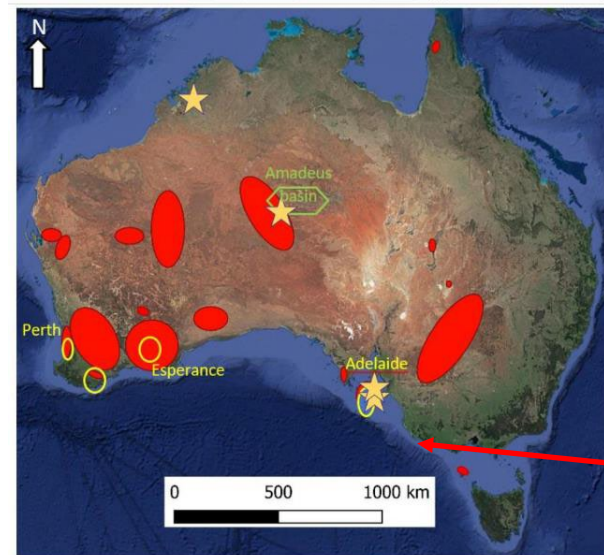 N
Amadeus
basin
Perth
Esperance
Adelaide
0 500 1000 km